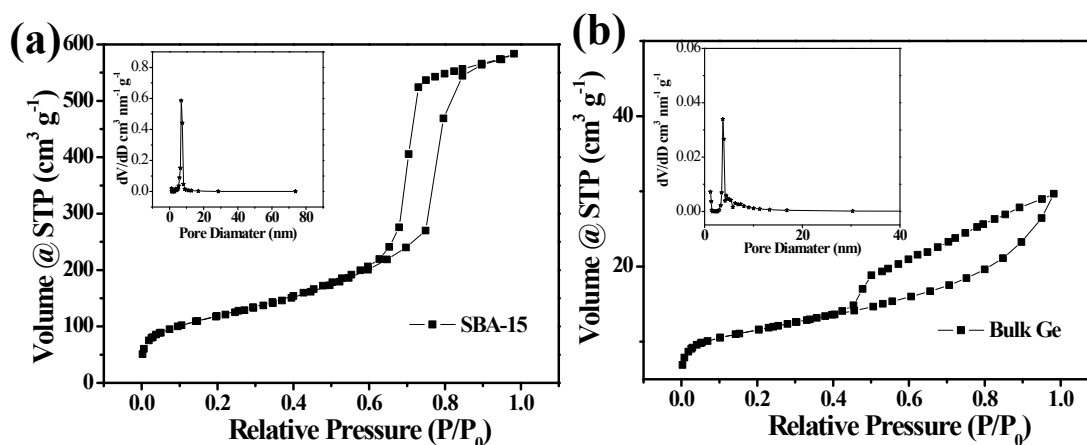 (a)
Volume @ STP (cm³ g⁻¹)
600
500
400
300
200
100
0
0.0 0.2 0.4 0.6 0.8 1.0
Relative Pressure (P/P₀)
SBA-15
dV/dD cm³ nm⁻¹ g⁻¹
0.8
0.6
0.4
0.2
0.0
0 20 40 60 80
Pore Diamater (nm)
(b)
Volume @ STP (cm³ g⁻¹)
40
20
0.0 0.2 0.4 0.6 0.8 1.0
Relative Pressure (P/P₀)
Bulk Ge
dV/dD cm³ nm⁻¹ g⁻¹
0.06
0.04
0.02
0.00
0 20 40
Pore Diamater (nm)